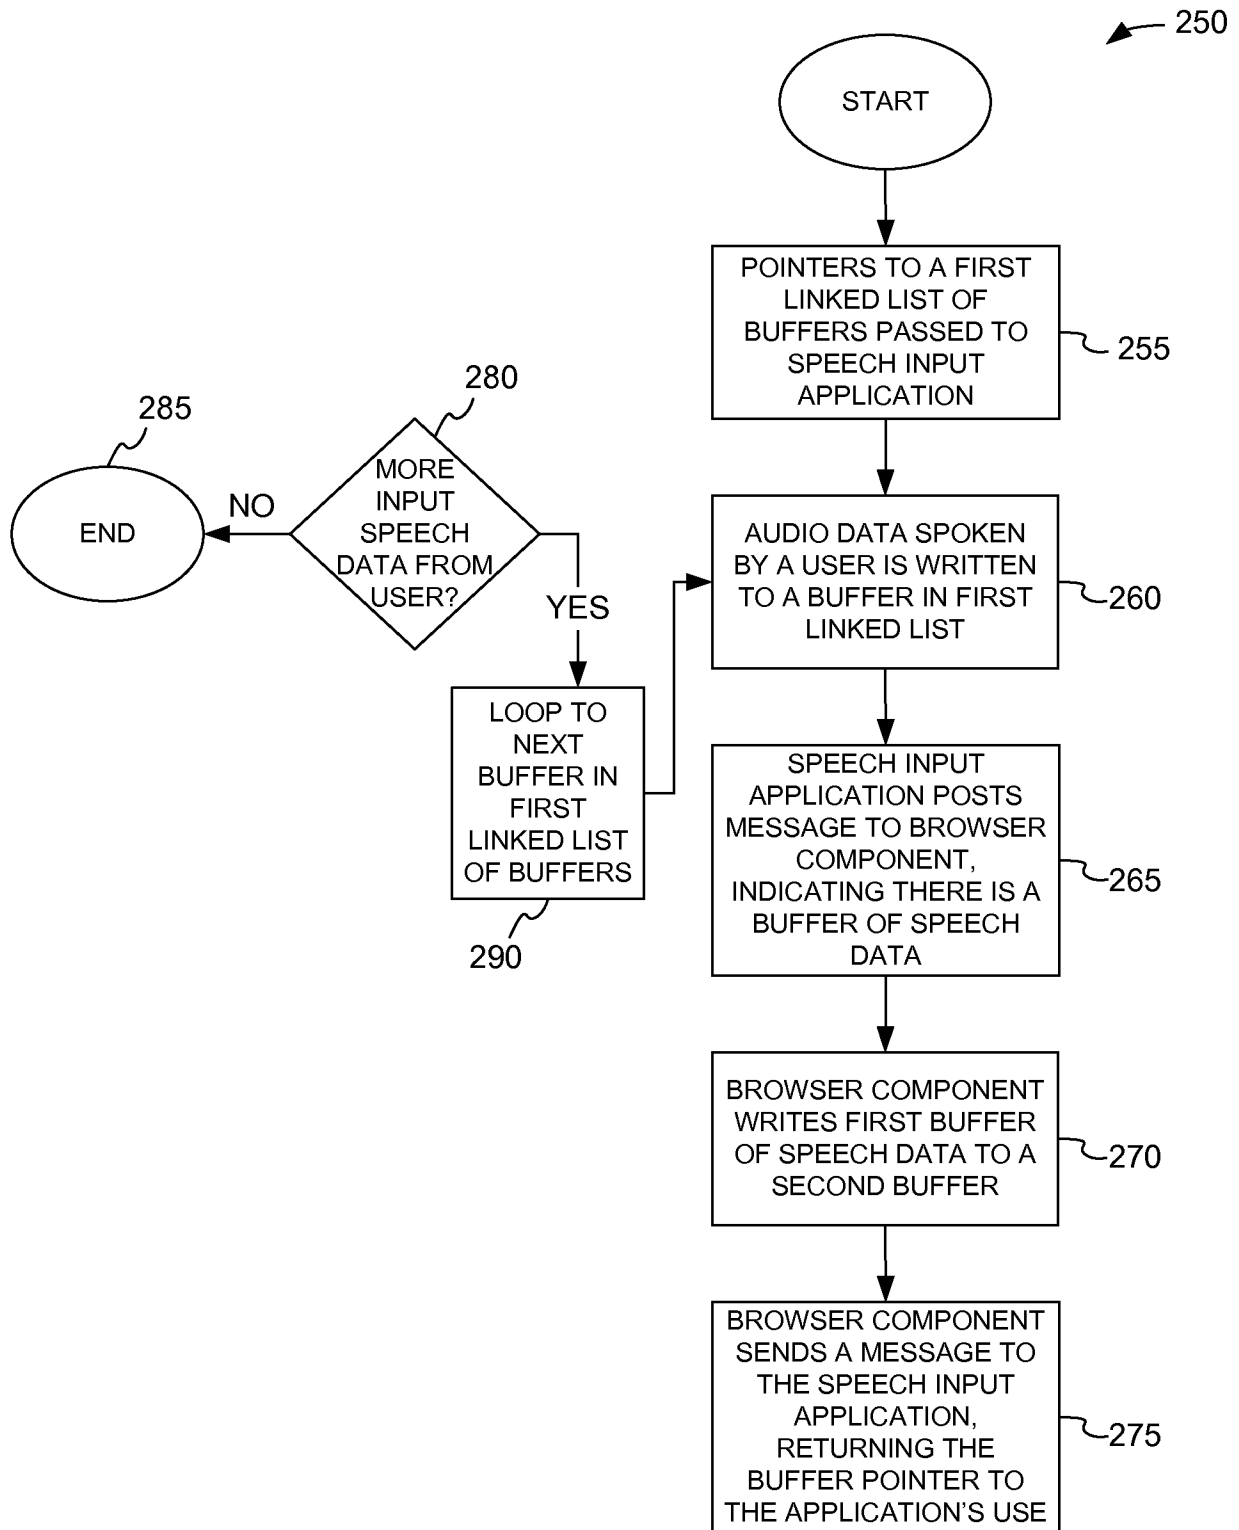 250
START
POINTERS TO A FIRST
LINKED LIST OF
BUFFERS PASSED TO
SPEECH INPUT
APPLICATION
255
280
285
MORE
INPUT
SPEECH
DATA FROM
USER?
NO
END
YES
AUDIO DATA SPOKEN
BY A USER IS WRITTEN
TO A BUFFER IN FIRST
LINKED LIST
260
LOOP TO
NEXT
BUFFER IN
FIRST
LINKED LIST
OF BUFFERS
290
SPEECH INPUT
APPLICATION POSTS
MESSAGE TO BROWSER
COMPONENT,
INDICATING THERE IS A
BUFFER OF SPEECH
DATA
265
BROWSER COMPONENT
WRITES FIRST BUFFER
OF SPEECH DATA TO A
SECOND BUFFER
270
BROWSER COMPONENT
SENDS A MESSAGE TO
THE SPEECH INPUT
APPLICATION,
RETURNING THE
BUFFER POINTER TO
THE APPLICATION'S USE
275